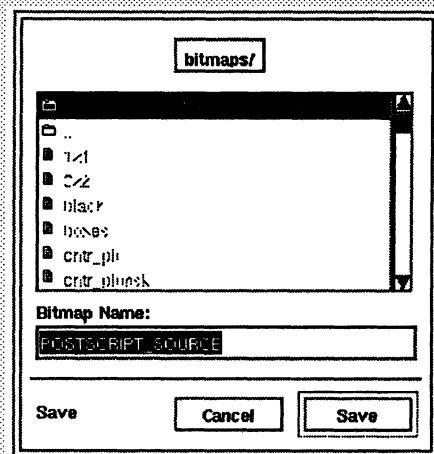 bitmaps/
..
1x1
2x2
black
boxes
cntr_ptr
cntr_ptrmsk
Bitmap Name:
POSTSCRIPT_SOURCE
Save Cancel Save